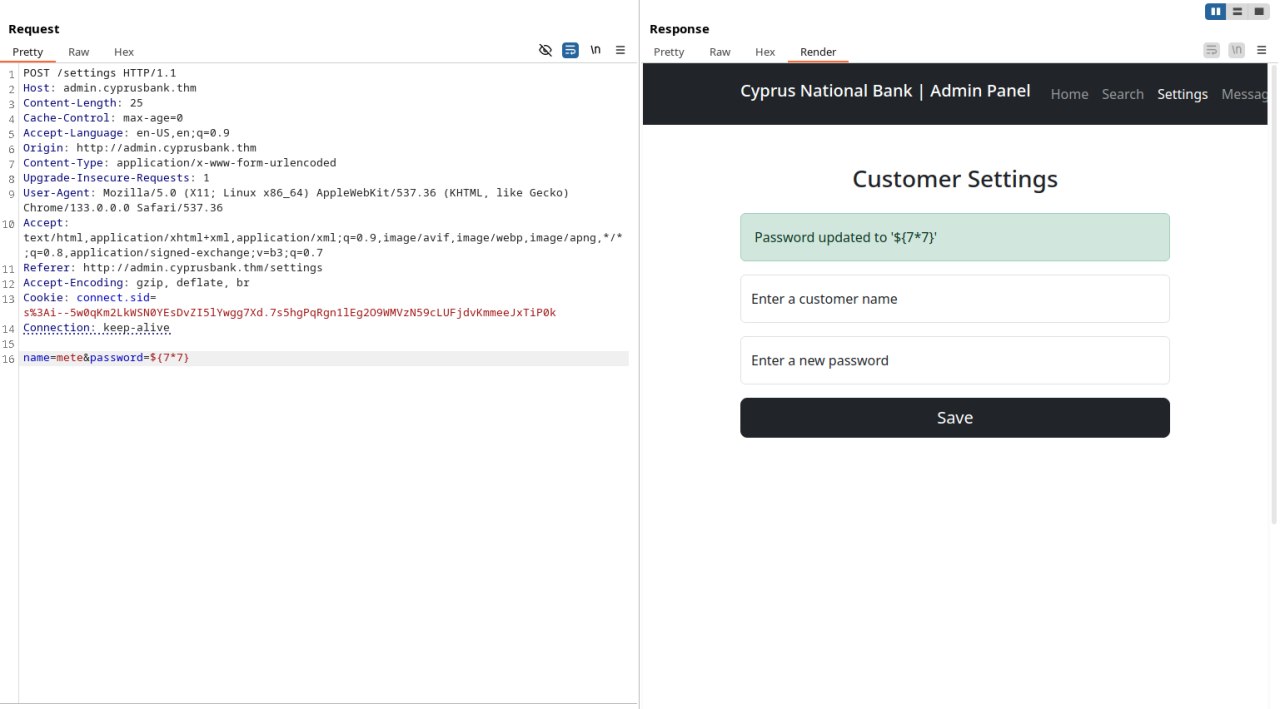 Request
Pretty Raw Hex
\n
1 POST /settings HTTP/1.1
2 Host: admin.cyprusbank.thm
3 Content-Length: 25
4 Cache-Control: max-age=0
5 Accept-Language: en-US,en;q=0.9
6 Origin: http://admin.cyprusbank.thm
7 Content-Type: application/x-www-form-urlencoded
8 Upgrade-Insecure-Requests: 1
9 User-Agent: Mozilla/5.0 (X11; Linux x86_64) AppleWebKit/537.36 (KHTML, like Gecko)
Chrome/133.0.0.0 Safari/537.36
10 Accept:
text/html,application/xhtml+xml,application/xml;q=0.9,image/avif,image/webp,image/apng,*/*
;q=0.8,application/signed-exchange;v=b3;q=0.7
11 Referer: http://admin.cyprusbank.thm/settings
12 Accept-Encoding: gzip, deflate, br
13 Cookie: connect.sid=
s%3Ai--5w0qKm2LkWSN0YEsDvZI5lYwgg7Xd.7s5hgPqRgn1lEg2O9WMVzN59cLUFjdvKmmeeJxTiP0k
14 Connection: keep-alive
15
16 name=mete&password=${7*7}
Response
Pretty Raw Hex Render
\n
Cyprus National Bank | Admin Panel Home Search Settings Messag
Customer Settings
Password updated to '${7*7}'
Enter a customer name
Enter a new password
Save